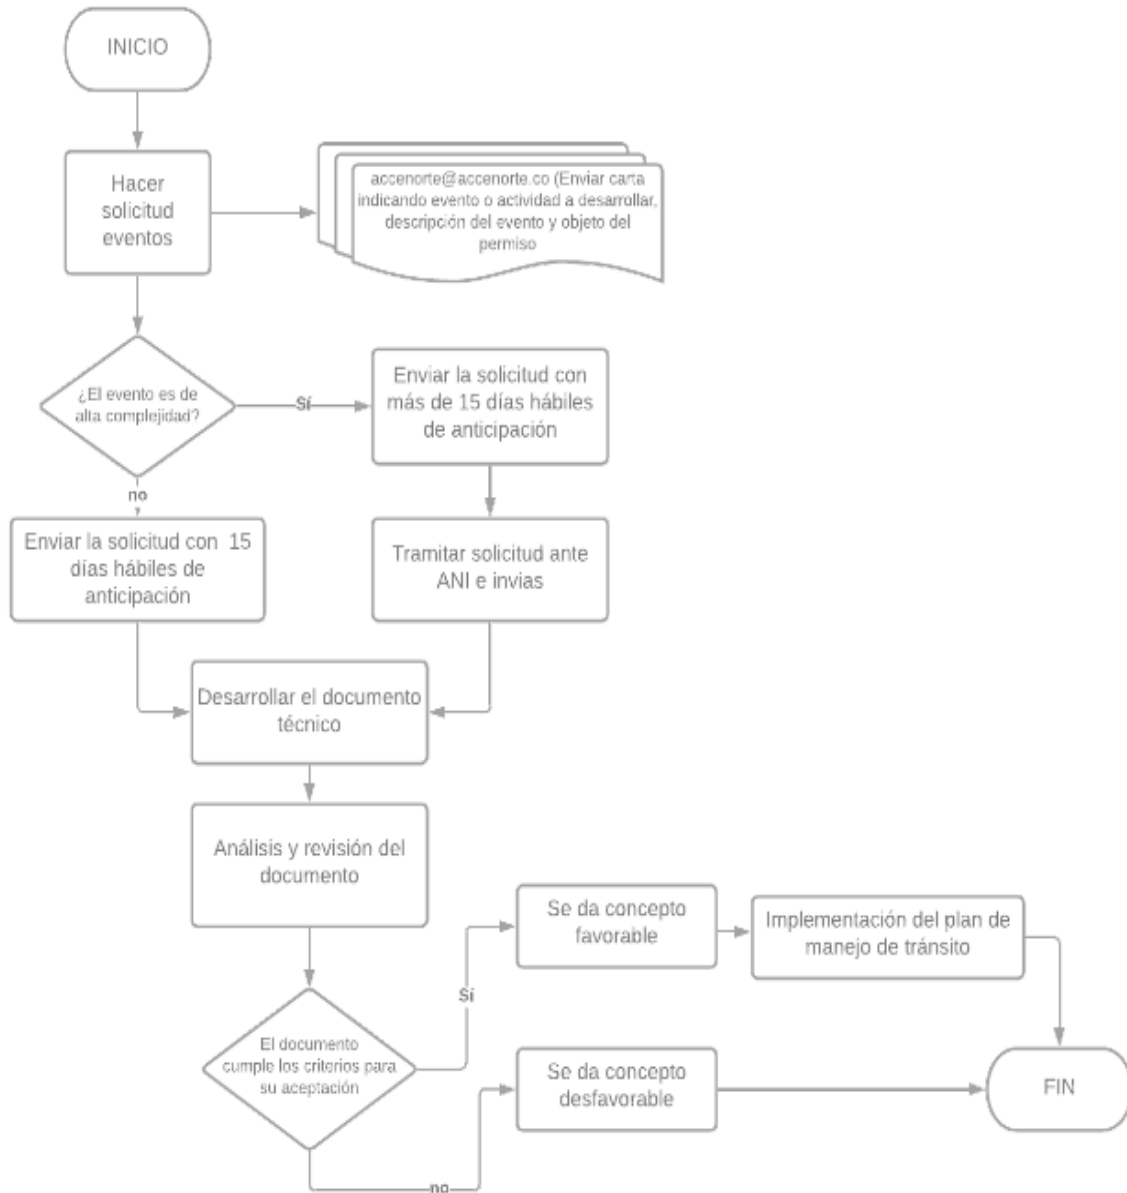 INICIO
Hacer
solicitud
eventos
accenorte@accenorte.co (Enviar carta
indicando evento o actividad a desarrollar,
descripción del evento y objeto del
permiso
¿El evento es de
alta complejidad?
Sí
Enviar la solicitud con
más de 15 días hábiles
de anticipación
no
Enviar la solicitud con 15
días hábiles de
anticipación
Tramitar solicitud ante
ANI e invias
Desarrollar el documento
técnico
Análisis y revisión del
documento
El documento
cumple los criterios para
su aceptación
Sí
Se da concepto
favorable
Implementación del plan de
manejo de tránsito
no
Se da concepto
desfavorable
FIN